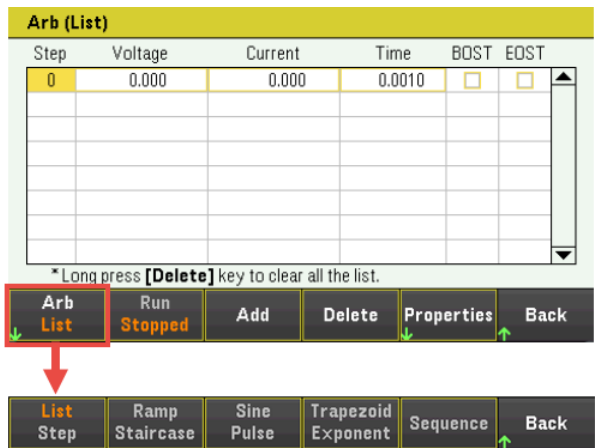 Arb (List)
Step Voltage Current Time BOST EOST
0 0.000 0.000 0.0010
*Long press [Delete] key to clear all the list.
Arb Run Add Delete Properties Back
List Stopped
List Ramp Sine Trapezoid Sequence Back
Step Staircase Pulse Exponent